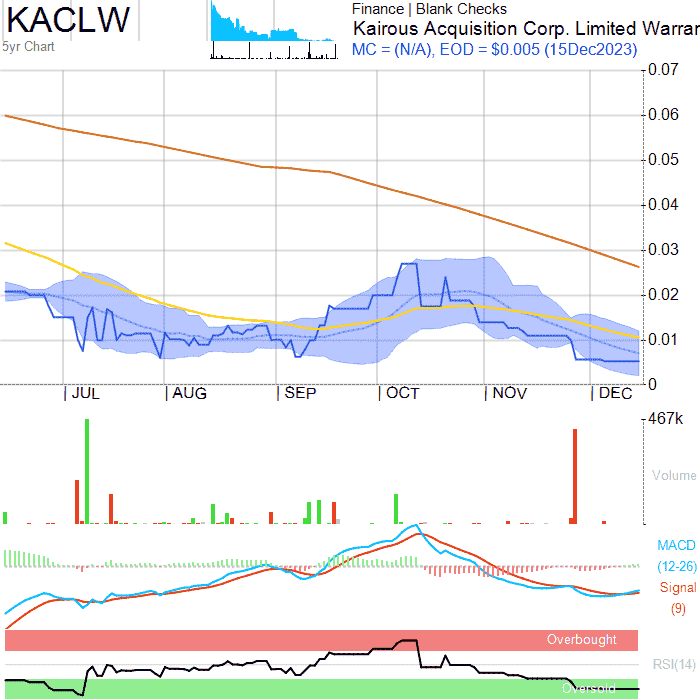 KACLW
5yr Chart
Finance | Blank Checks
Kairous Acquisition Corp. Limited Warran
MC = (N/A), EOD = $0.005 (15Dec2023)
0.07
0.06
0.05
0.04
0.03
0.02
0.01
0
JUL AUG SEP OCT NOV DEC
467k
Volume
MACD
(12-26)
Signal
(9)
Overbought
RSI(14)
Oversold